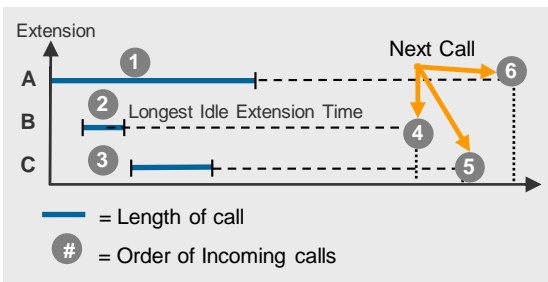 Extension
Next Call
1
A
6
2
Longest Idle Extension Time
B
4
3
C
5
= Length of call
# = Order of Incoming calls